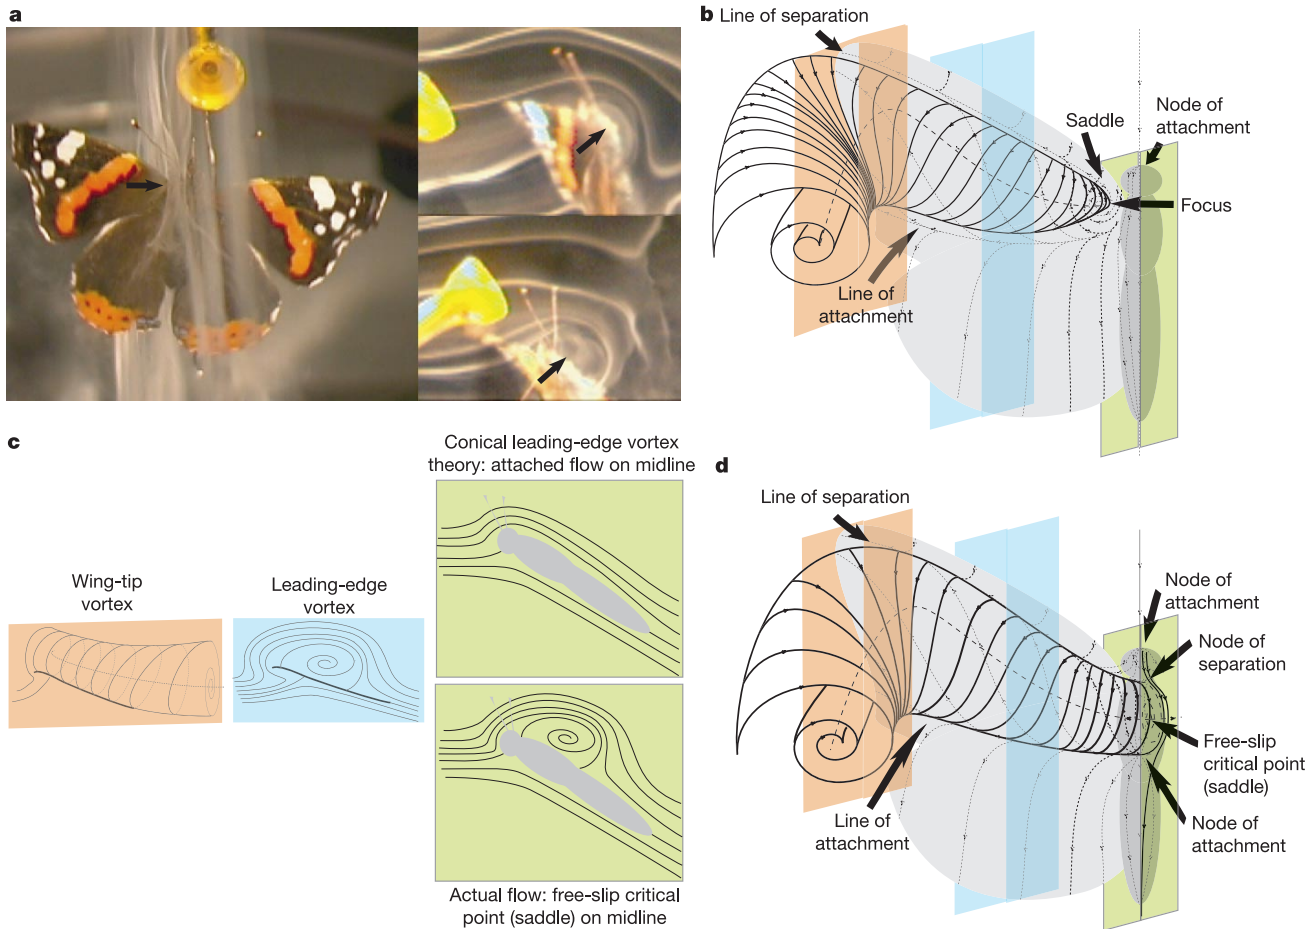 a
b
Line of separation
Saddle
Node of
attachment
Focus
Line of
attachment
c
Conical leading-edge vortex
theory: attached flow on midline
Wing-tip
vortex
Leading-edge
vortex
Actual flow: free-slip critical
point (saddle) on midline
d
Line of separation
Node of
attachment
Node of
separation
Free-slip
critical point
(saddle)
Node of
attachment
Line of
attachment